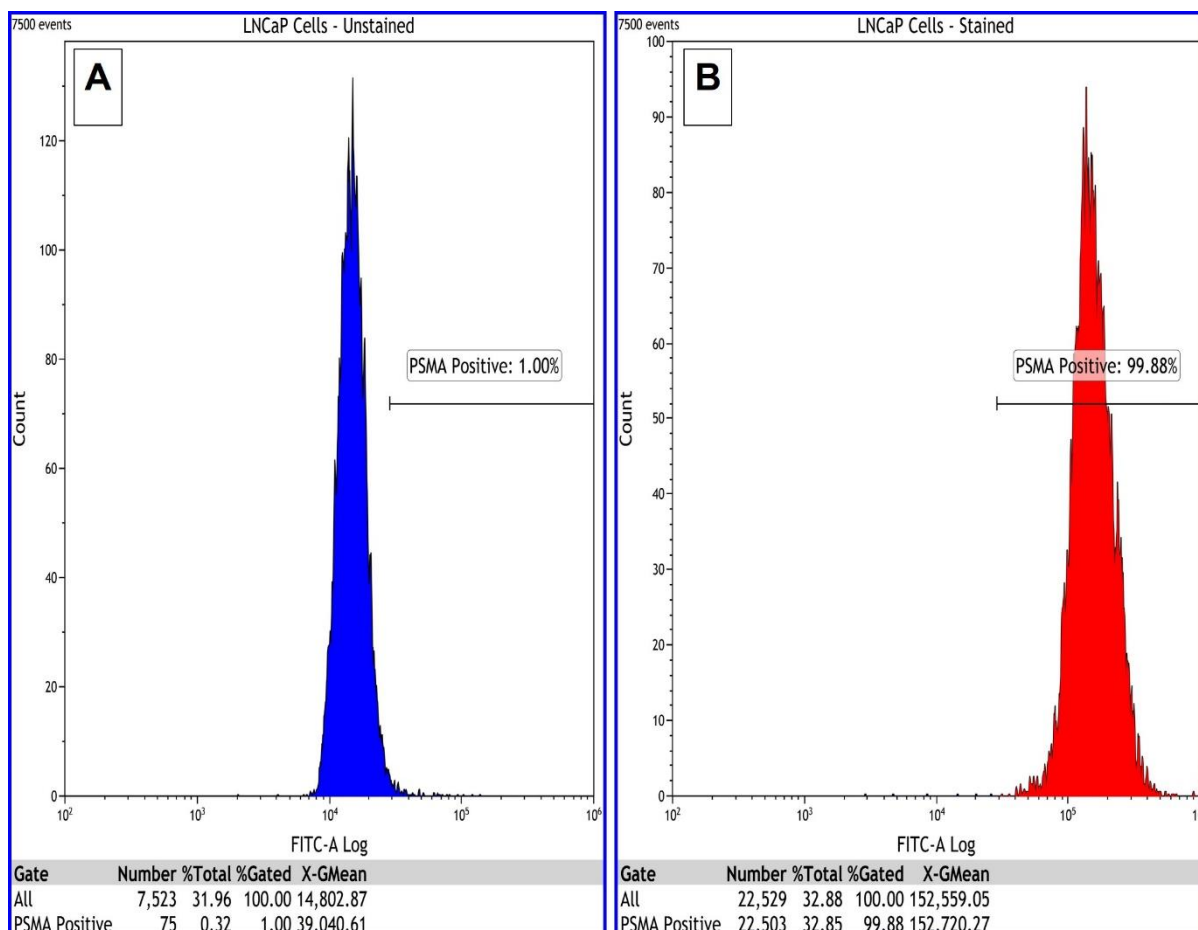 7500 events
LNCaP Cells - Unstained
A
120
100
80
60
40
20
0
Count
PSMA Positive: 1.00%
10²
10³
10⁴
10⁵
10⁶
FITC-A Log
Gate Number %Total %Gated X-GMean
All 7,523 31.96 100.00 14,802.87
PSMA Positive 75 0.32 1.00 39,040.61
7500 events
LNCaP Cells - Stained
B
100
90
80
70
60
50
40
30
20
10
0
Count
PSMA Positive: 99.88%
10²
10³
10⁴
10⁵
FITC-A Log
Gate Number %Total %Gated X-GMean
All 22,529 32.88 100.00 152,559.05
PSMA Positive 22,503 32.85 99.88 152,720.27